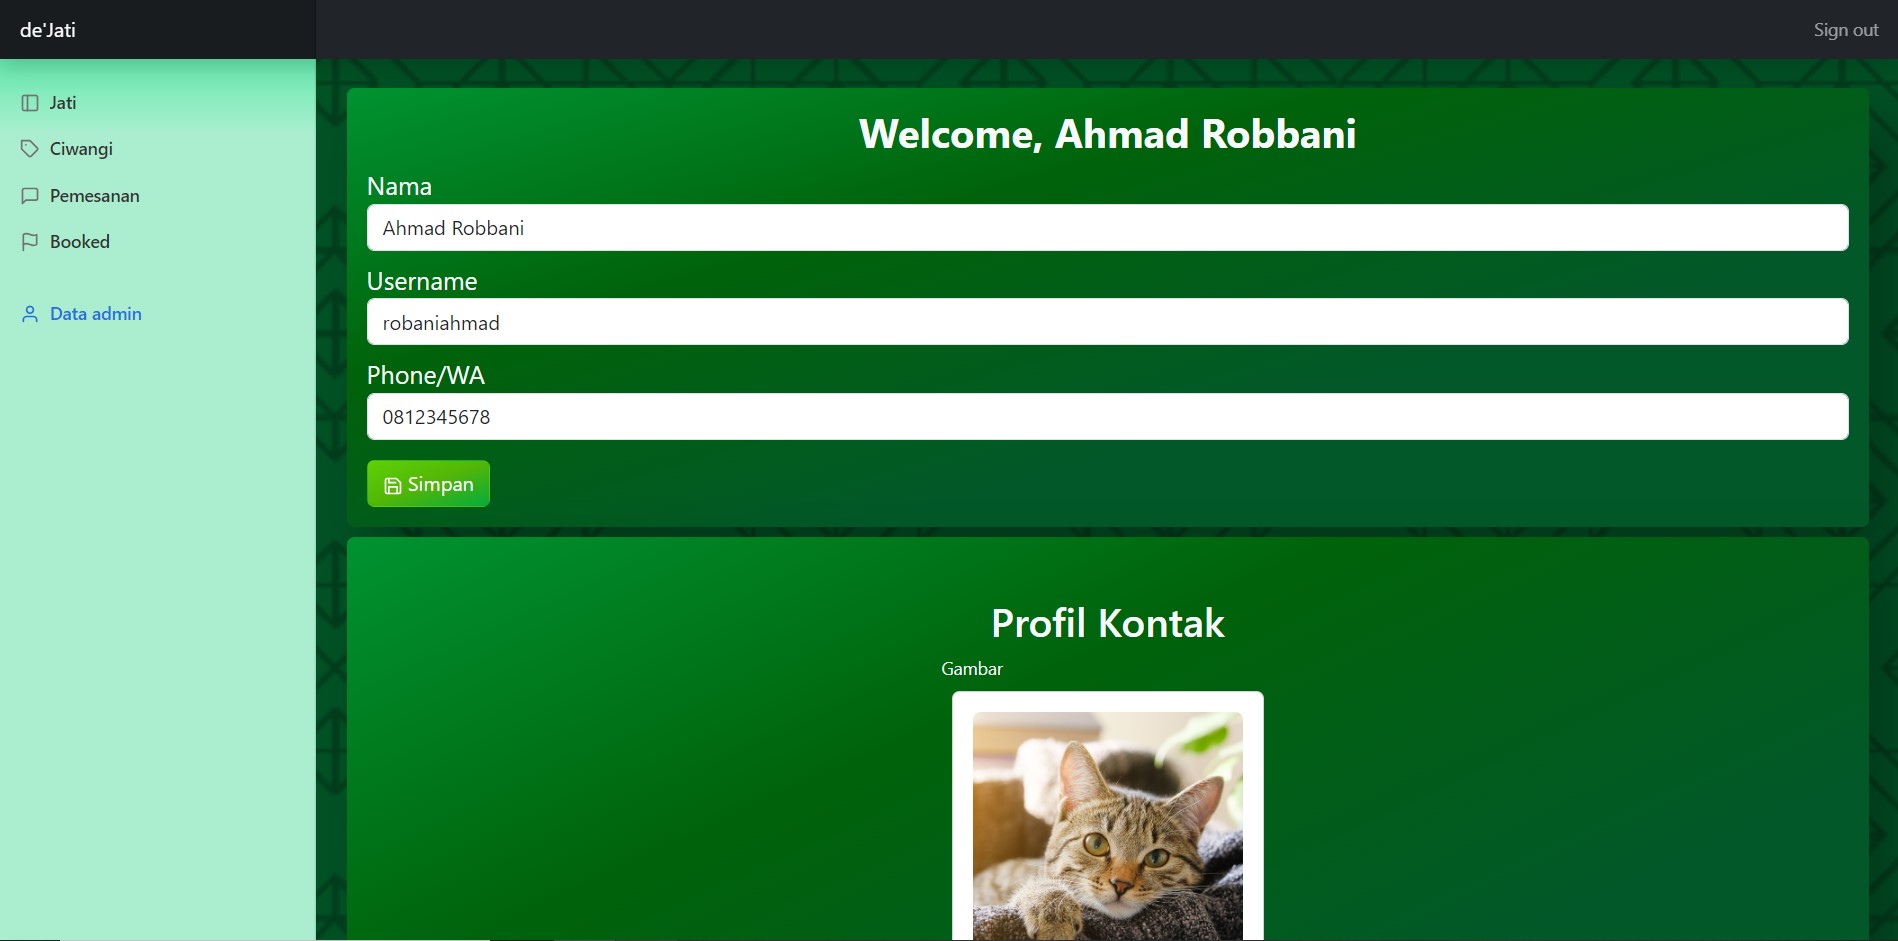 de'Jati
Sign out
Jati
Ciwangi
Pemesanan
Booked
Data admin
Welcome, Ahmad Robbani
Nama
Ahmad Robbani
Username
robaniahmad
Phone/WA
0812345678
Simpan
Profil Kontak
Gambar